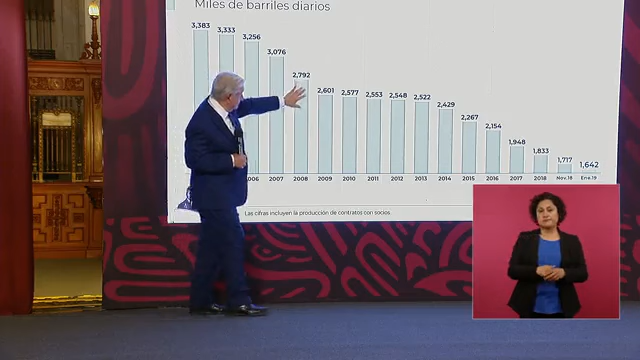 Miles de barriles diarios
3,383 3,333 3,256 3,076 2,792 2,601 2,577 2,553 2,548 2,522 2,429 2,267 2,154 1,948 1,833 1,717 1,642
2008 2009 2010 2011 2012 2013 2014 2015 2016 2017 2018 Nov.18 Ene.19
Las cifras incluyen la producción de contratos con socios.